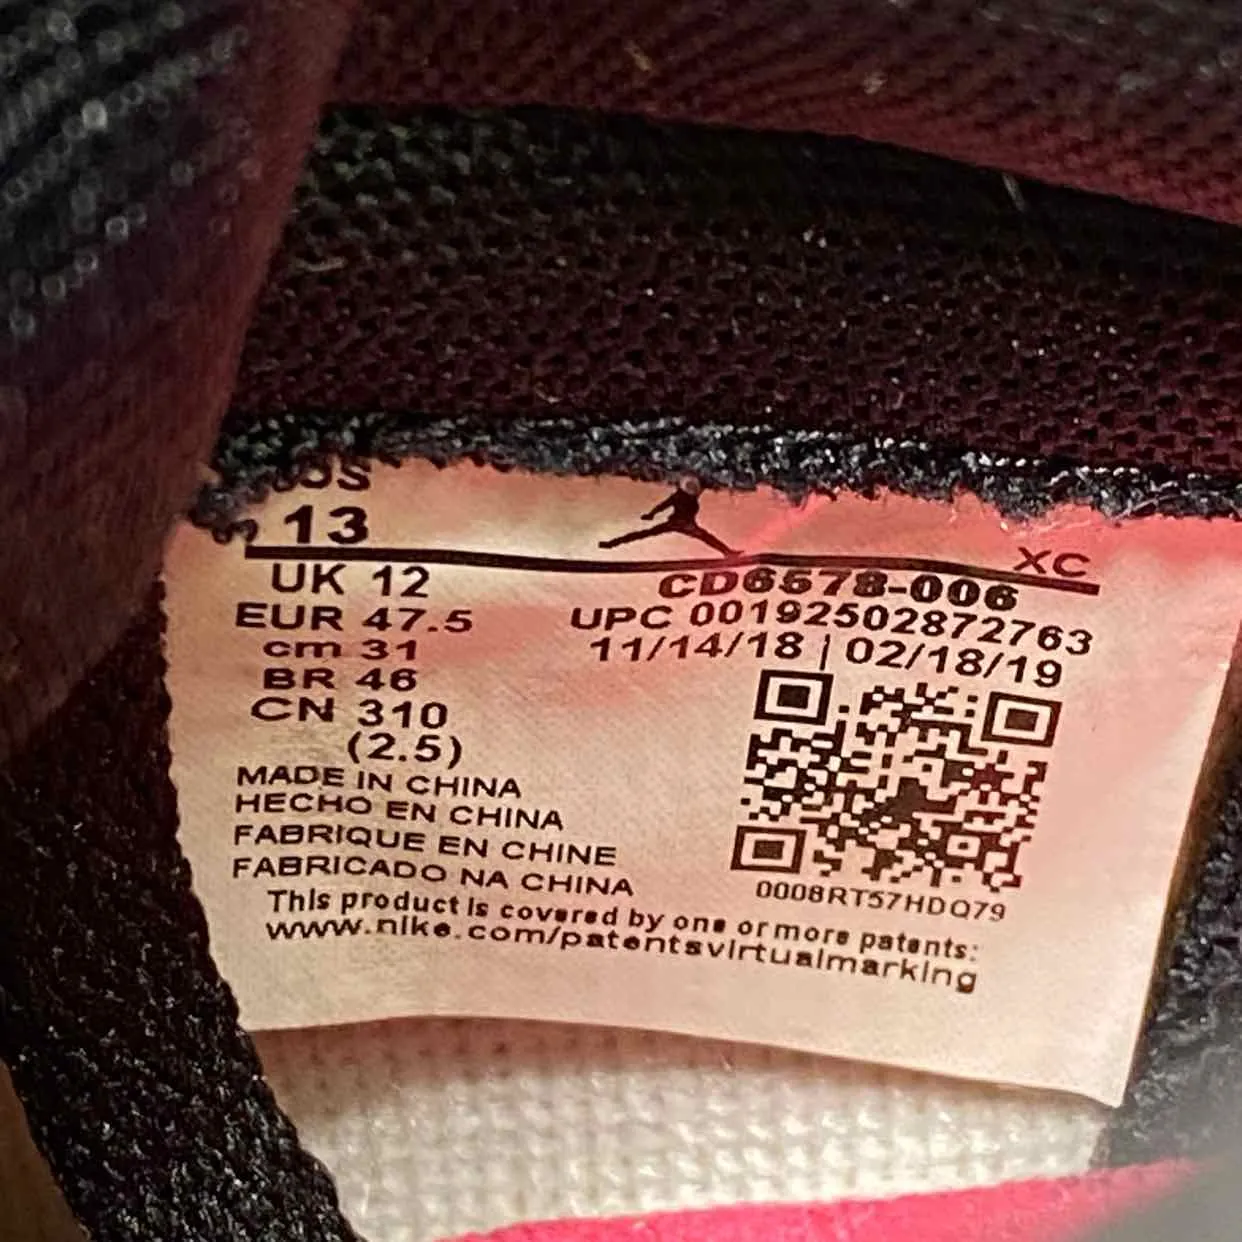 13
XC
UK 12
CD6578-006
EUR 47.5
UPC 00192502872763
cm 31
11/14/18 | 02/18/19
BR 46
CN 310
(2.5)
MADE IN CHINA
HECHO EN CHINA
FABRIQUE EN CHINE
FABRICADO NA CHINA
0008RT57HDQ79
This product is covered by one or more patents:
www.nike.com/patentsvirtualmarking